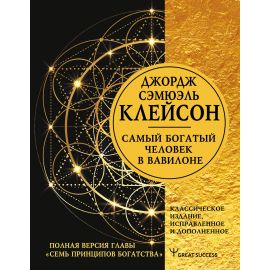 ДЖОРДЖ
СЭМЮЭЛЬ
КЛЕЙСОН
САМЫЙ БОГАТЫЙ
ЧЕЛОВЕК
В ВАВИЛОНЕ
КЛАССИЧЕСКОЕ
ИЗДАНИЕ,
ИСПРАВЛЕННОЕ
И ДОПОЛНЕННОЕ
ПОЛНАЯ ВЕРСИЯ ГЛАВЫ
«СЕМЬ ПРИНЦИПОВ БОГАТСТВА»
GREAT SUCCESS